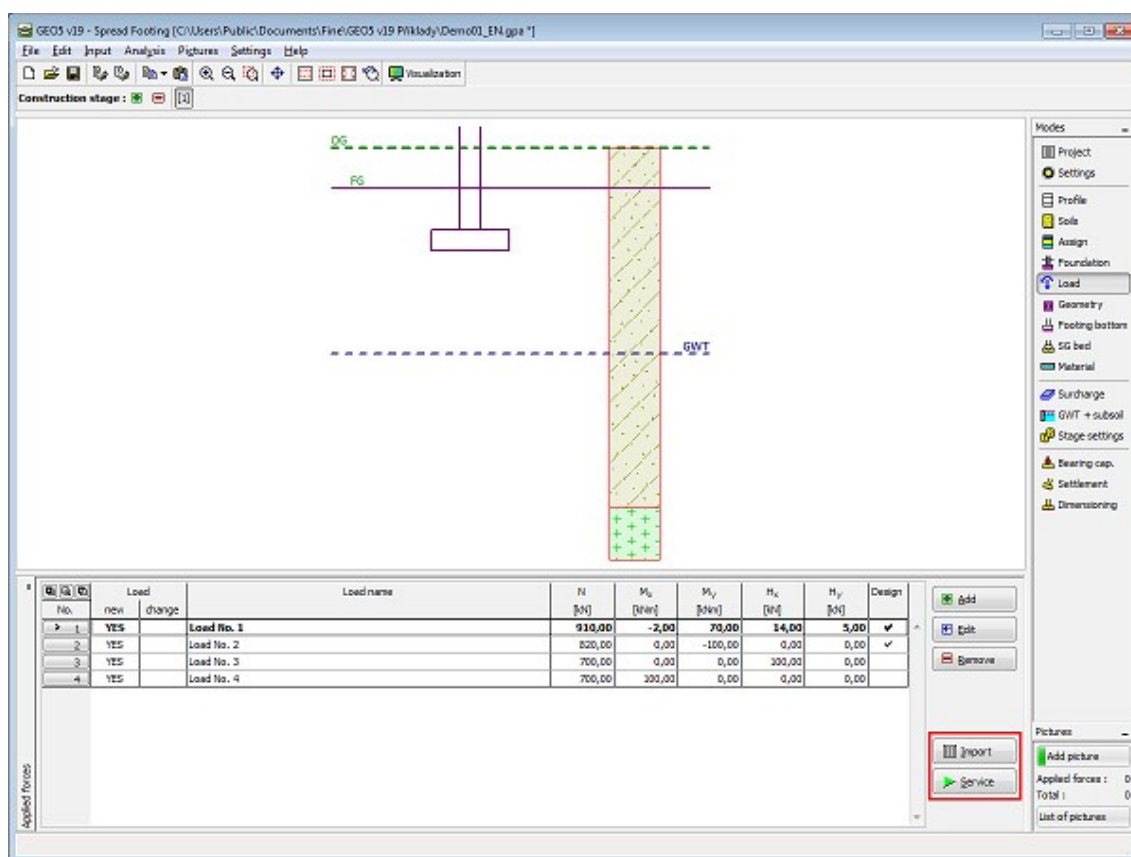 GEO5 v19 - Spread Footing [C:\Users\Public\Documents\Fine\GEO5 v19 Příklady\Demo01_EN.gpa *]
File Edit Input Analysis Pictures Settings Help
Visualization
Construction stage : [1]
OG
FG
GWT
Modes
Project
Settings
Profile
Soils
Assign
Foundation
Load
Geometry
Footing bottom
SG bed
Material
Surcharge
GWT + subsoil
Stage settings
Bearing cap.
Settlement
Dimensioning
Load Load name N Mx My Hx Hy Design
No. new change [kN] [kNm] [kNm] [kN] [kN]
> 1 YES Load No. 1 910,00 -2,00 70,00 14,00 5,00 ✔
2 YES Load No. 2 820,00 0,00 -100,00 0,00 0,00 ✔
3 YES Load No. 3 700,00 0,00 0,00 100,00 0,00
4 YES Load No. 4 700,00 100,00 0,00 0,00 0,00
Add
Edit
Remove
Import
Service
Applied forces
Pictures
Add picture
Applied forces : 0
Total : 0
List of pictures